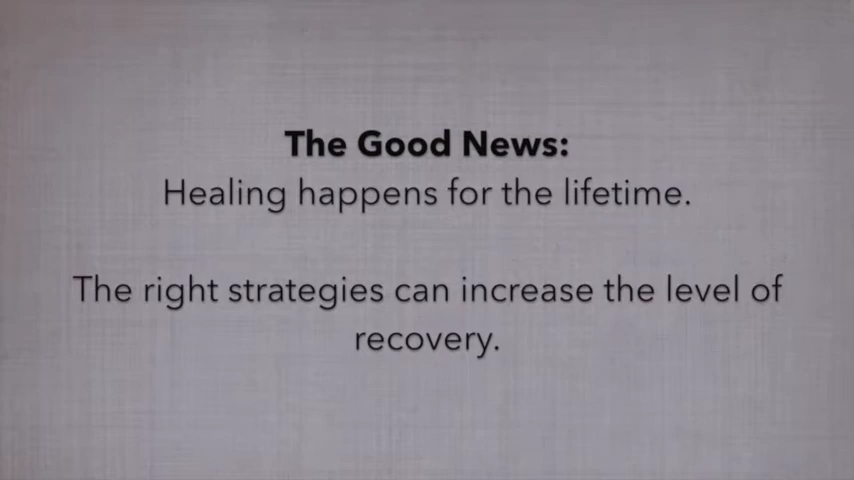 The Good News:
Healing happens for the lifetime.
The right strategies can increase the level of
recovery.